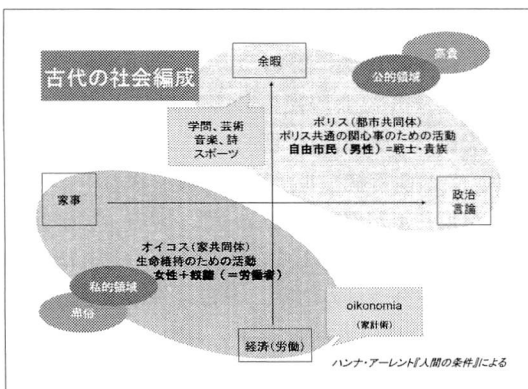 古代の社会編成
余暇
高貴
公的領域
学問、芸術
音楽、詩
スポーツ
ポリス(都市共同体)
ポリス共通の関心事のための活動
自由市民(男性)=戦士・貴族
家事
政治
言論
オイコス(家共同体)
生命維持のための活動
女性+奴隷(=労働者)
私的領域
卑俗
oikonomia
(家計術)
経済(労働)
ハンナ・アーレント『人間の条件』による